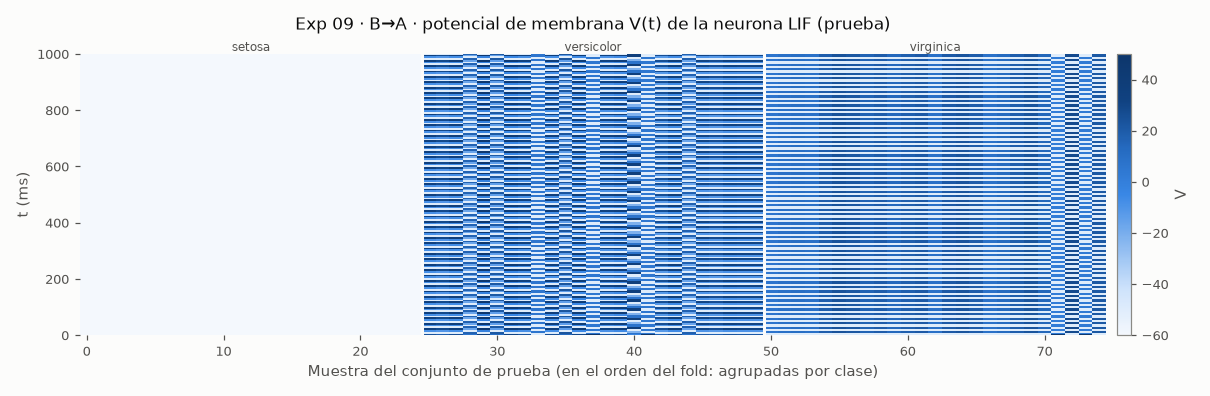 Exp 09 · B→A · potencial de membrana V(t) de la neurona LIF (prueba)
setosa versicolor virginica
1000
800
600
400
200
0
t (ms)
0 10 20 30 40 50 60 70
Muestra del conjunto de prueba (en el orden del fold: agrupadas por clase)
40
20
0
−20
−40
−60
V